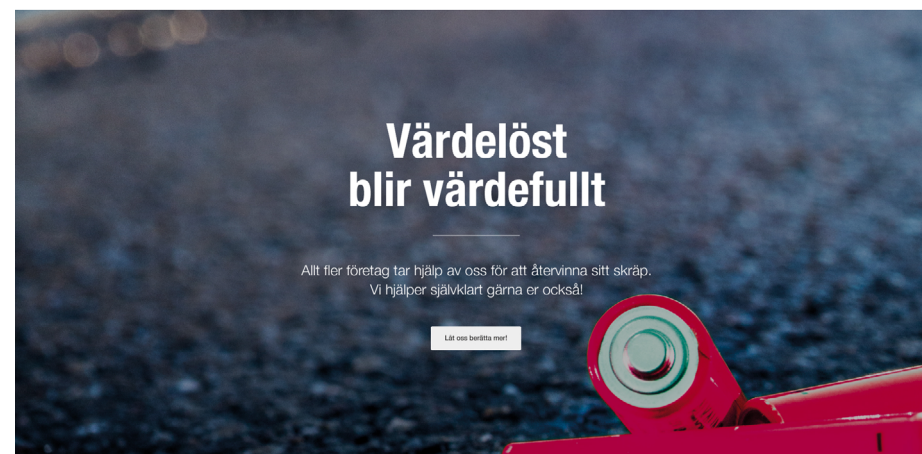 Värdelöst
blir värdefullt
Allt fler företag tar hjälp av oss för att återvinna sitt skräp.
Vi hjälper självklart gärna er också!
Låt oss berätta mer!